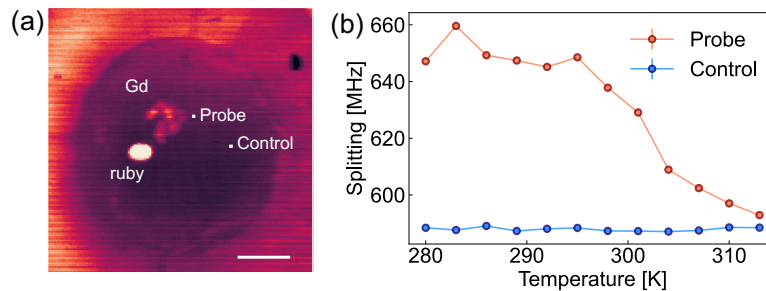 (a)
Gd
Probe
Control
ruby
(b)
Splitting [MHz]
660
640
620
600
Probe
Control
280
290
300
310
Temperature [K]